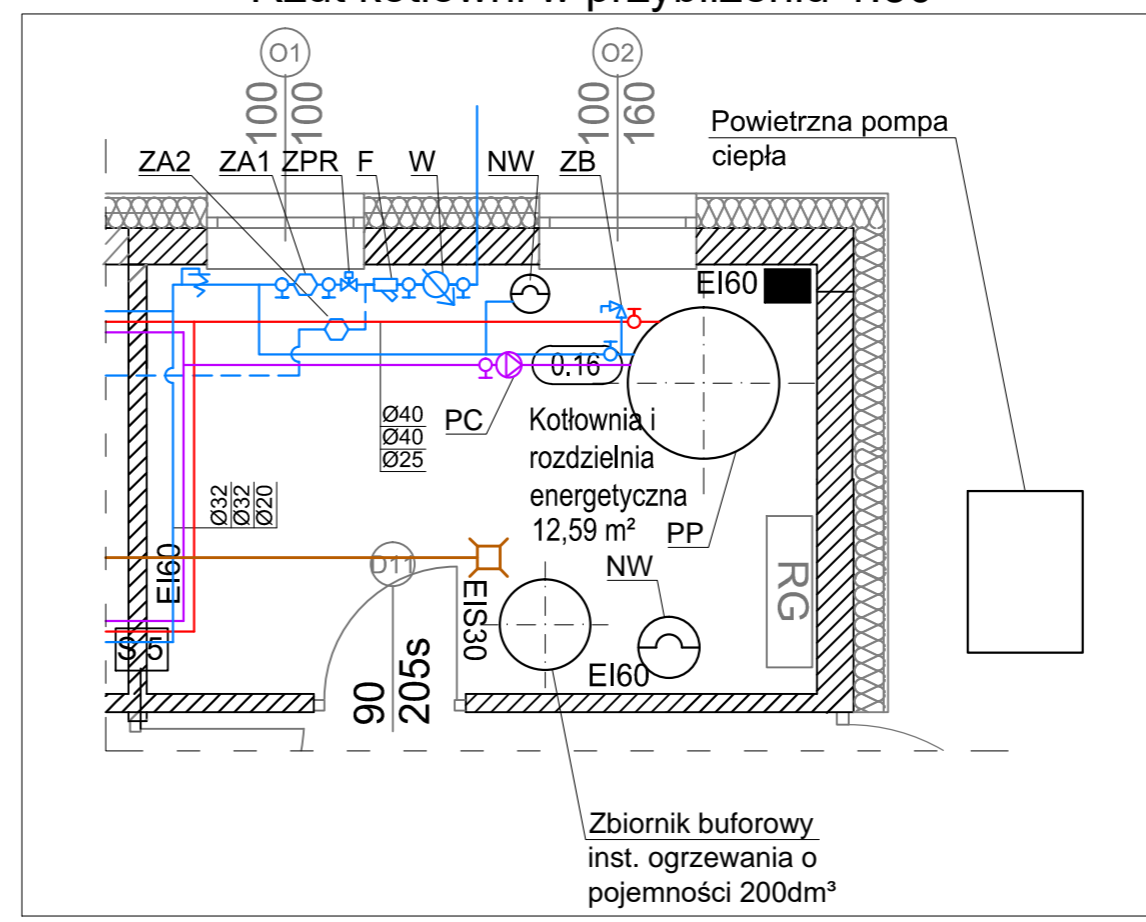 O1
O2
100
100
100
160
Powietrzna pompa
ciepła
ZA2
ZA1
ZPR
F
W
NW
ZB
EI60
0.16
Ø40
Ø40
Ø25
PC
Kotłownia i
rozdzielnia
energetyczna
12,59 m²
PP
Ø32
Ø32
Ø20
EI60
D11
EIS30
NW
RG
90
205s
EI60
Zbiornik buforowy
inst. ogrzewania o
pojemności 200dm³